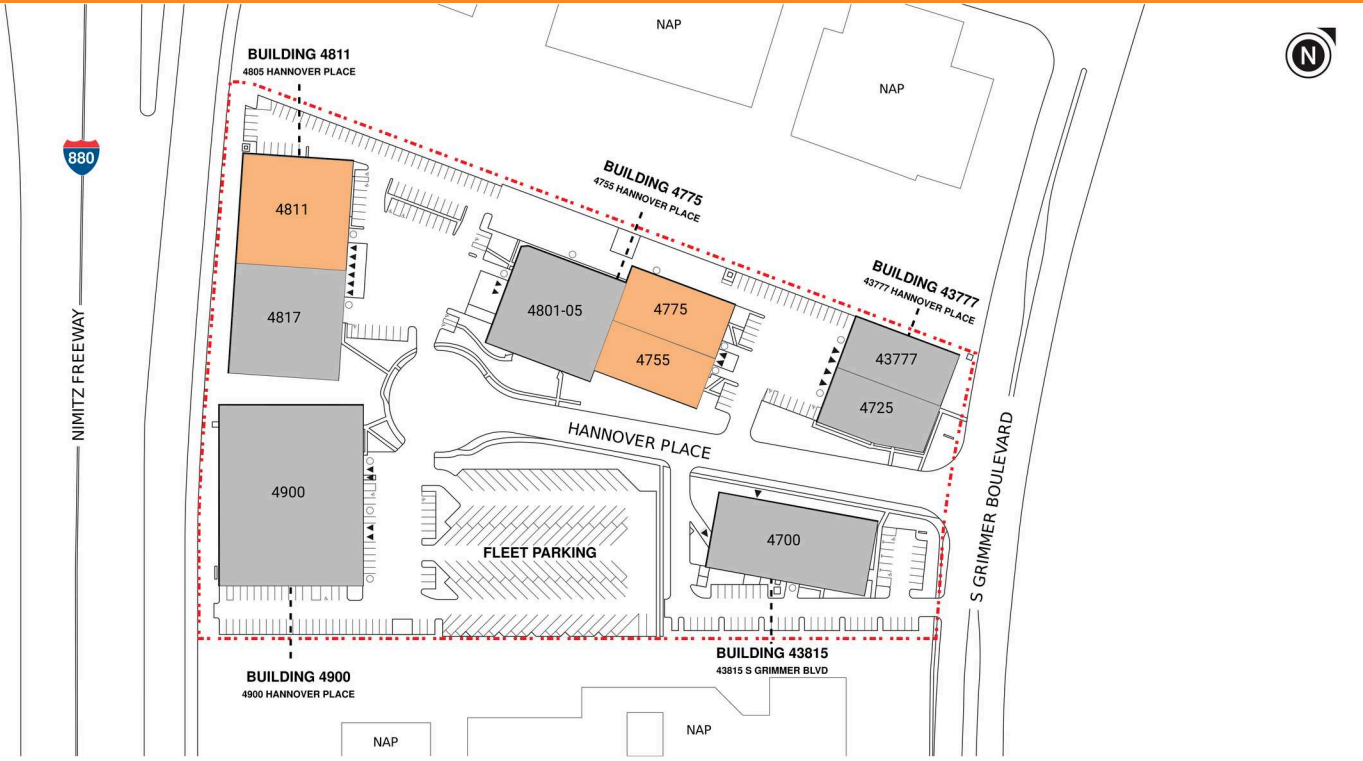 NAP
N
BUILDING 4811
4805 HANNOVER PLACE
NAP
880
BUILDING 4775
4755 HANNOVER PLACE
4811
BUILDING 43777
43777 HANNOVER PLACE
4801-05
4775
4817
4755
43777
4725
NIMITZ FREEWAY
HANNOVER PLACE
S GRIMMER BOULEVARD
4900
4700
FLEET PARKING
BUILDING 43815
43815 S GRIMMER BLVD
BUILDING 4900
4900 HANNOVER PLACE
NAP
NAP